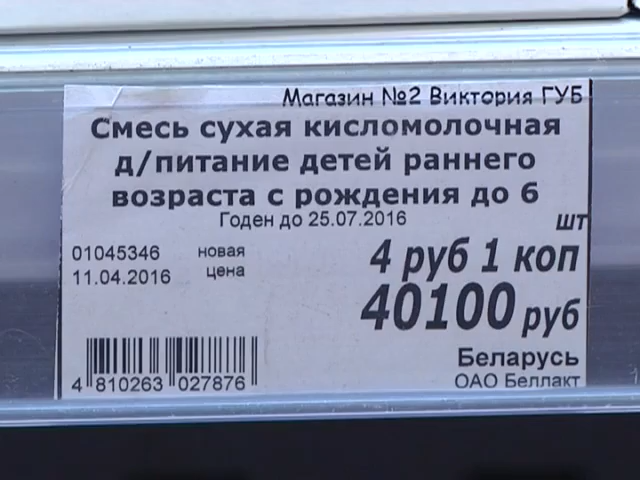 Магазин №2 Виктория ГУБ
Смесь сухая кисломолочная
д/питание детей раннего
возраста с рождения до 6
Годен до 25.07.2016
шт
01045346 новая
11.04.2016 цена
4 руб 1 коп
40100 руб
Беларусь
ОАО Беллакт
4 810263 027876